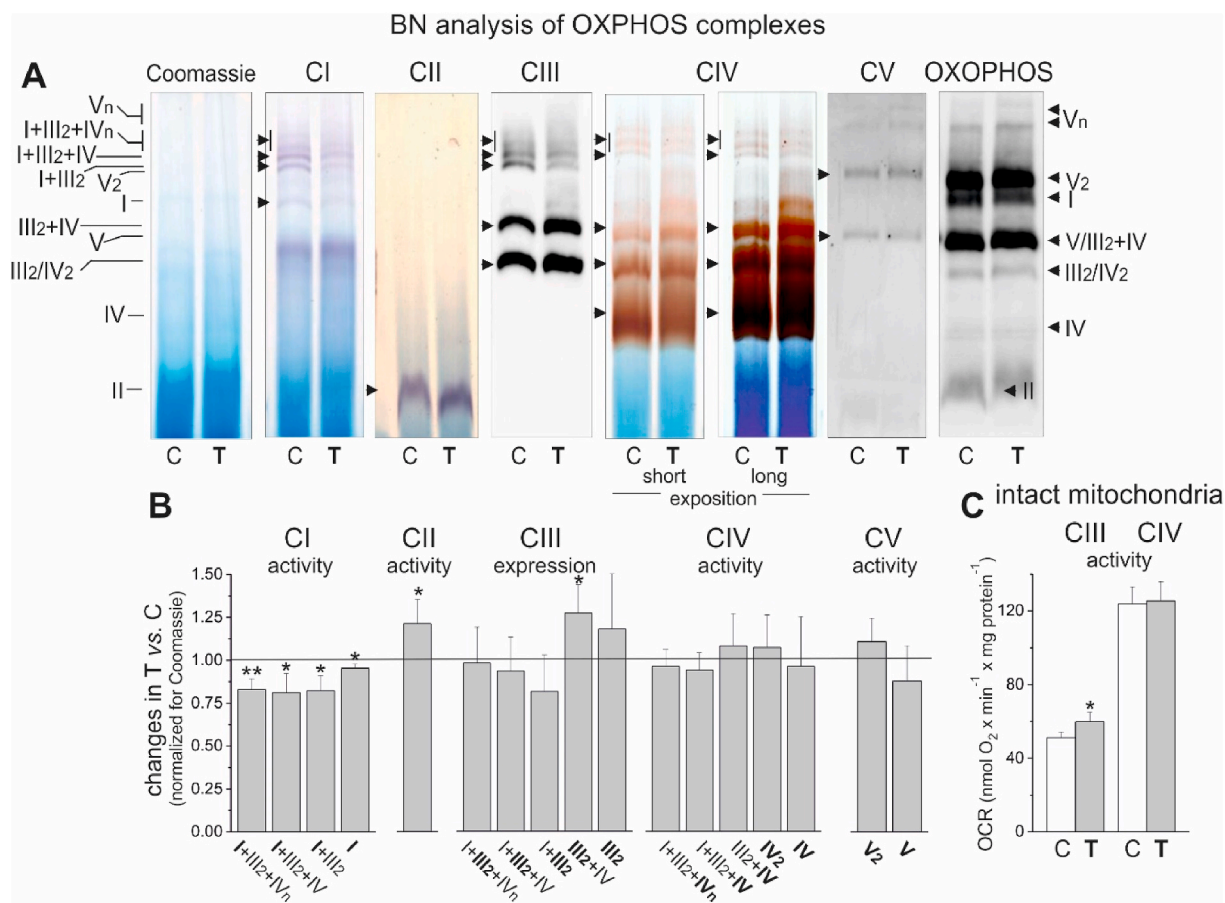 BN analysis of OXPHOS complexes
A
Coomassie CI CII CIII CIV CV OXOPHOS
Vn
I+III2+IVn
I+III2+IV
I+III2
V2
I
III2+IV
V
III2/IV2
IV
II
Vn
V2
I
V/III2+IV
III2/IV2
IV
II
C T C T C T C T C T C T C T C T
short long
exposition
B
CI CII CIII CIV CV
activity activity expression activity activity
changes in T vs. C
(normalized for Coomassie)
1.50
1.25
1.00
0.75
0.50
0.25
0.00
** * * * * *
I+III2+IVn I+III2+IV I+III2 I
I+III2+IVn I+III2+IV I+III2 III2+IV III2
I+III2+IVn I+III2+IV III2+IV IV2 IV
V2 V
C intact mitochondria
CIII CIV
activity
OCR (nmol O2 x min-1 x mg protein-1)
120
80
40
0
*
C T C T